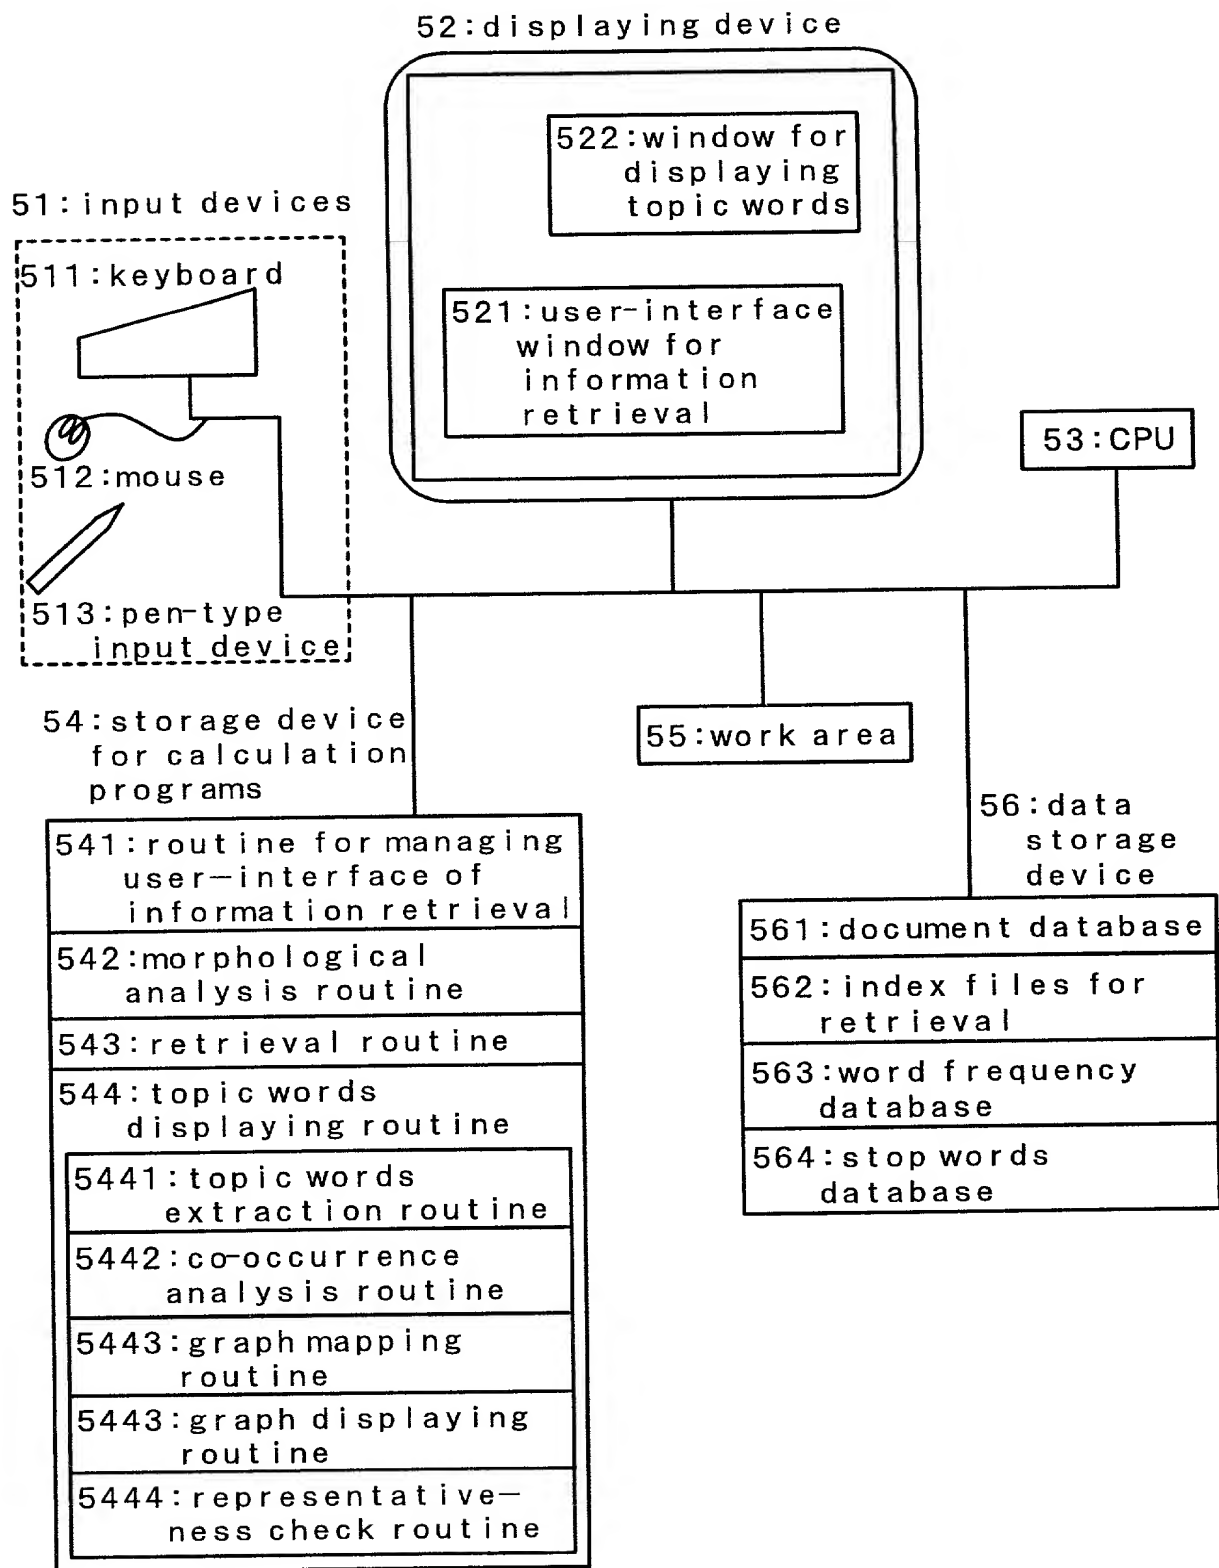 52:displaying device
522:window for
displaying
topic words
51:input devices
511:keyboard
521:user-interface
window for
information
retrieval
53:CPU
512:mouse
513:pen-type
input device
54:storage device
for calculation
programs
55:work area
56:data
storage
device
541:routine for managing
user-interface of
information retrieval
542:morphological
analysis routine
543:retrieval routine
544:topic words
displaying routine
5441:topic words
extraction routine
5442:co-occurrence
analysis routine
5443:graph mapping
routine
5443:graph displaying
routine
5444:representative-
ness check routine
561:document database
562:index files for
retrieval
563:word frequency
database
564:stop words
database